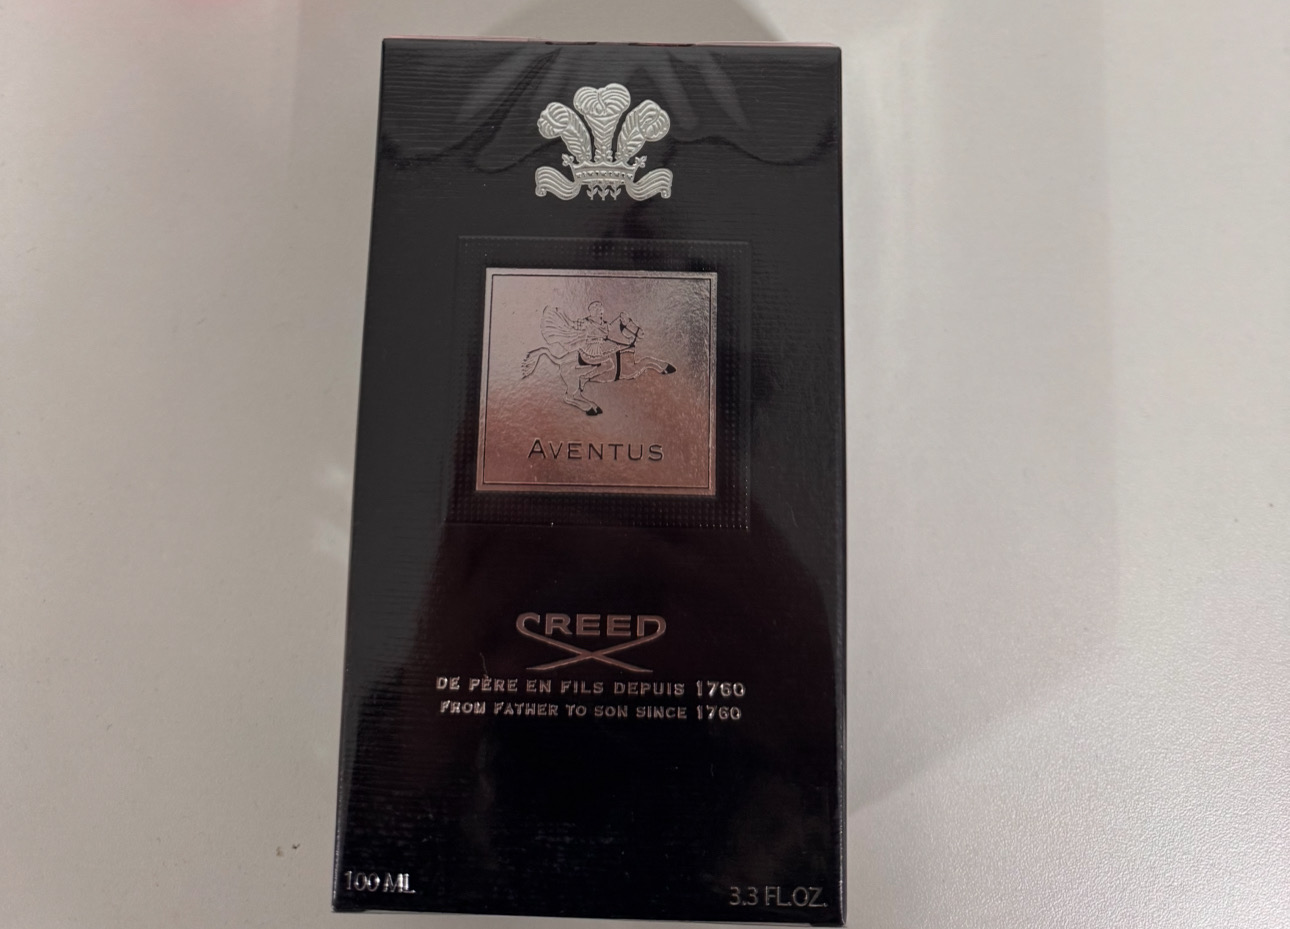 AVENTUS
CREED
DE PÈRE EN FILS DEPUIS 1760
FROM FATHER TO SON SINCE 1760
100 ML
3.3 FL.OZ.